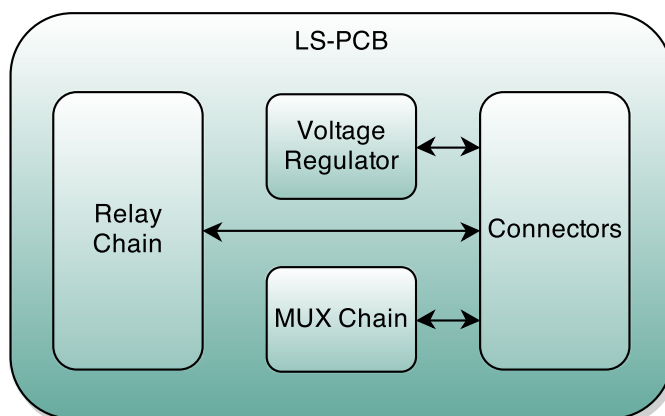 LS-PCB
Voltage
Regulator
Relay
Chain
Connectors
MUX Chain